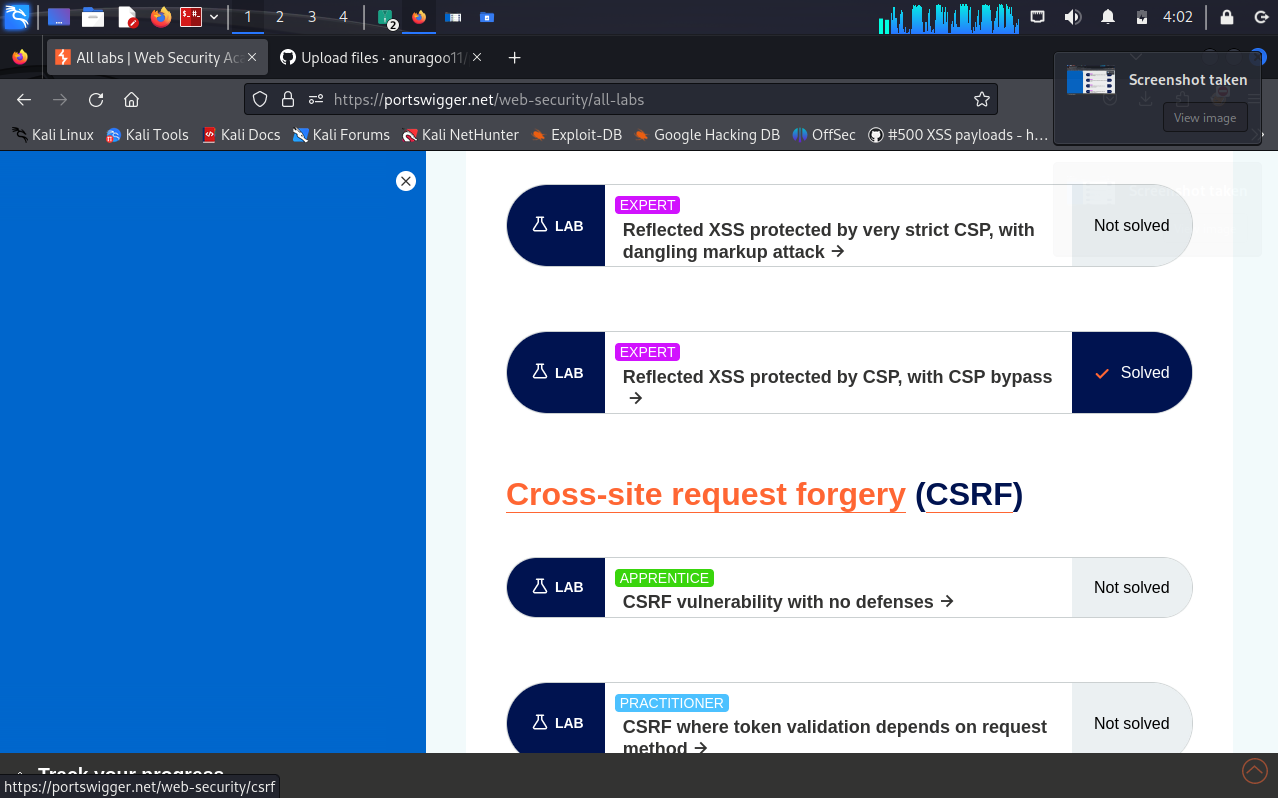 1 2 3 4 2 4:02
All labs | Web Security Aca
Upload files · anuragoo11/
Screenshot taken
View image
https://portswigger.net/web-security/all-labs
Kali Linux Kali Tools Kali Docs Kali Forums Kali NetHunter Exploit-DB Google Hacking DB OffSec #500 XSS payloads - h…
EXPERT
LAB
Reflected XSS protected by very strict CSP, with
dangling markup attack
Not solved
EXPERT
LAB
Reflected XSS protected by CSP, with CSP bypass
Solved
Cross-site request forgery (CSRF)
APPRENTICE
LAB
CSRF vulnerability with no defenses
Not solved
PRACTITIONER
LAB
CSRF where token validation depends on request
method
Not solved
Track your progress
https://portswigger.net/web-security/csrf